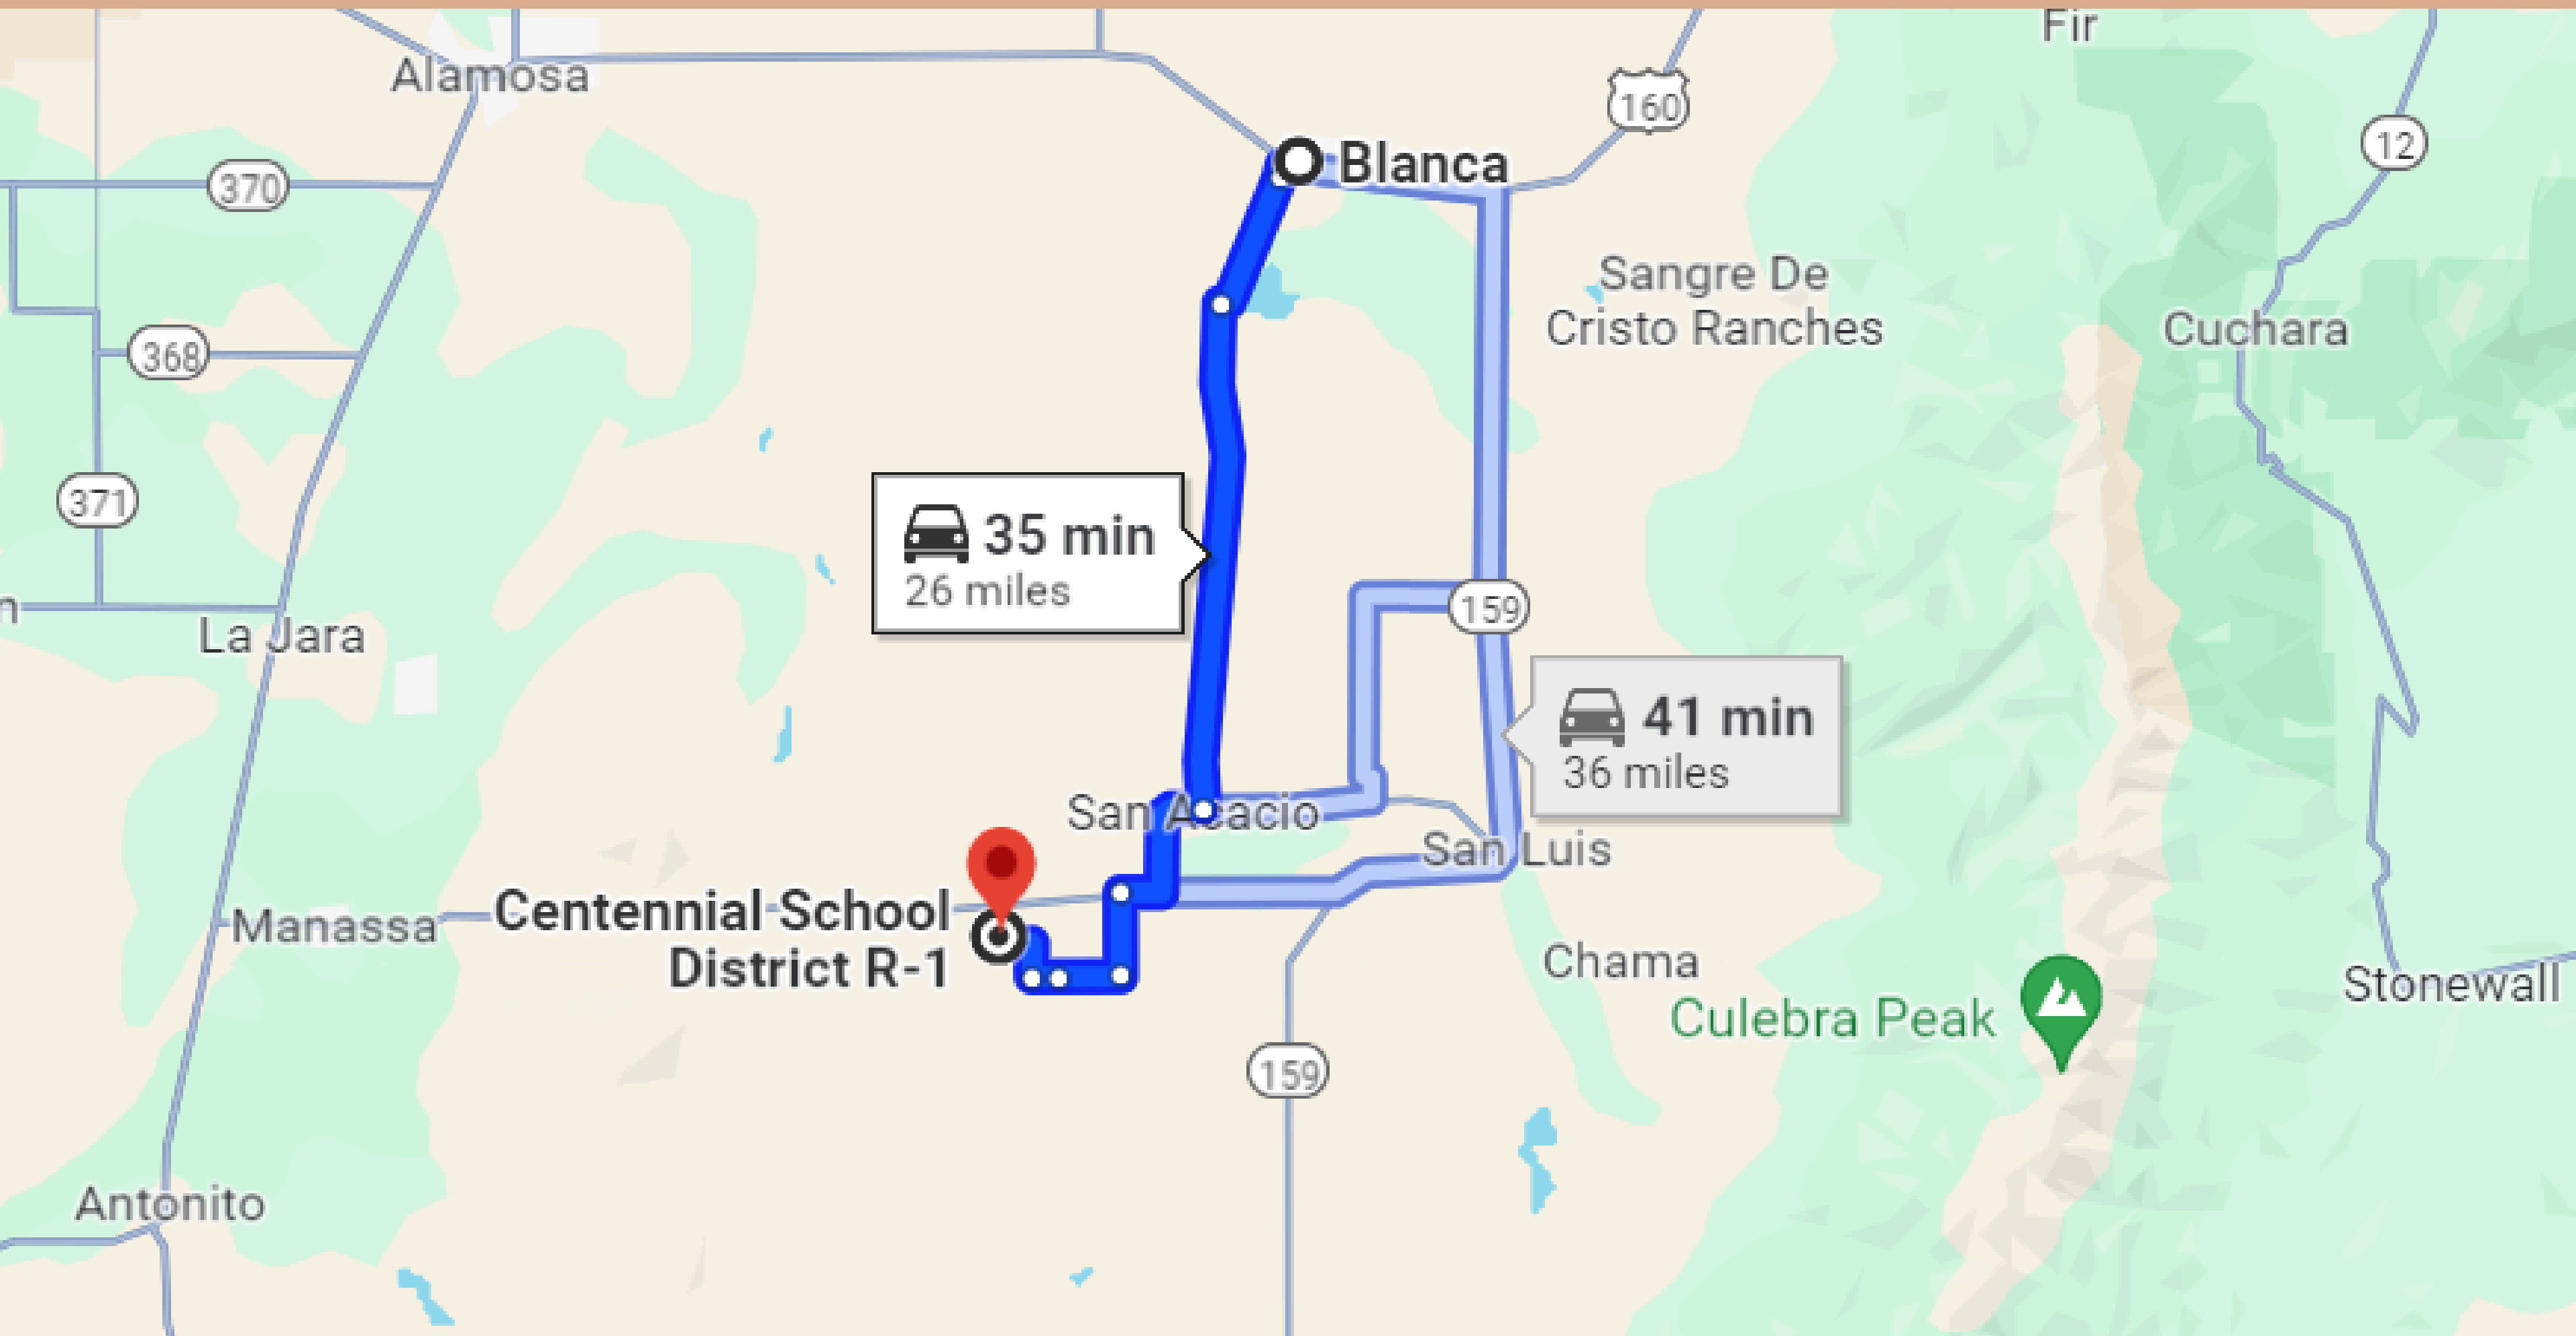 Fir
Alamosa
160
12
Blanca
370
Sangre De
Cristo Ranches
Cuchara
368
371
35 min
26 miles
n
159
La Jara
41 min
36 miles
San Acacio
San Luis
Centennial School
District R-1
Manassa
Chama
Stonewall
Culebra Peak
159
Antonito